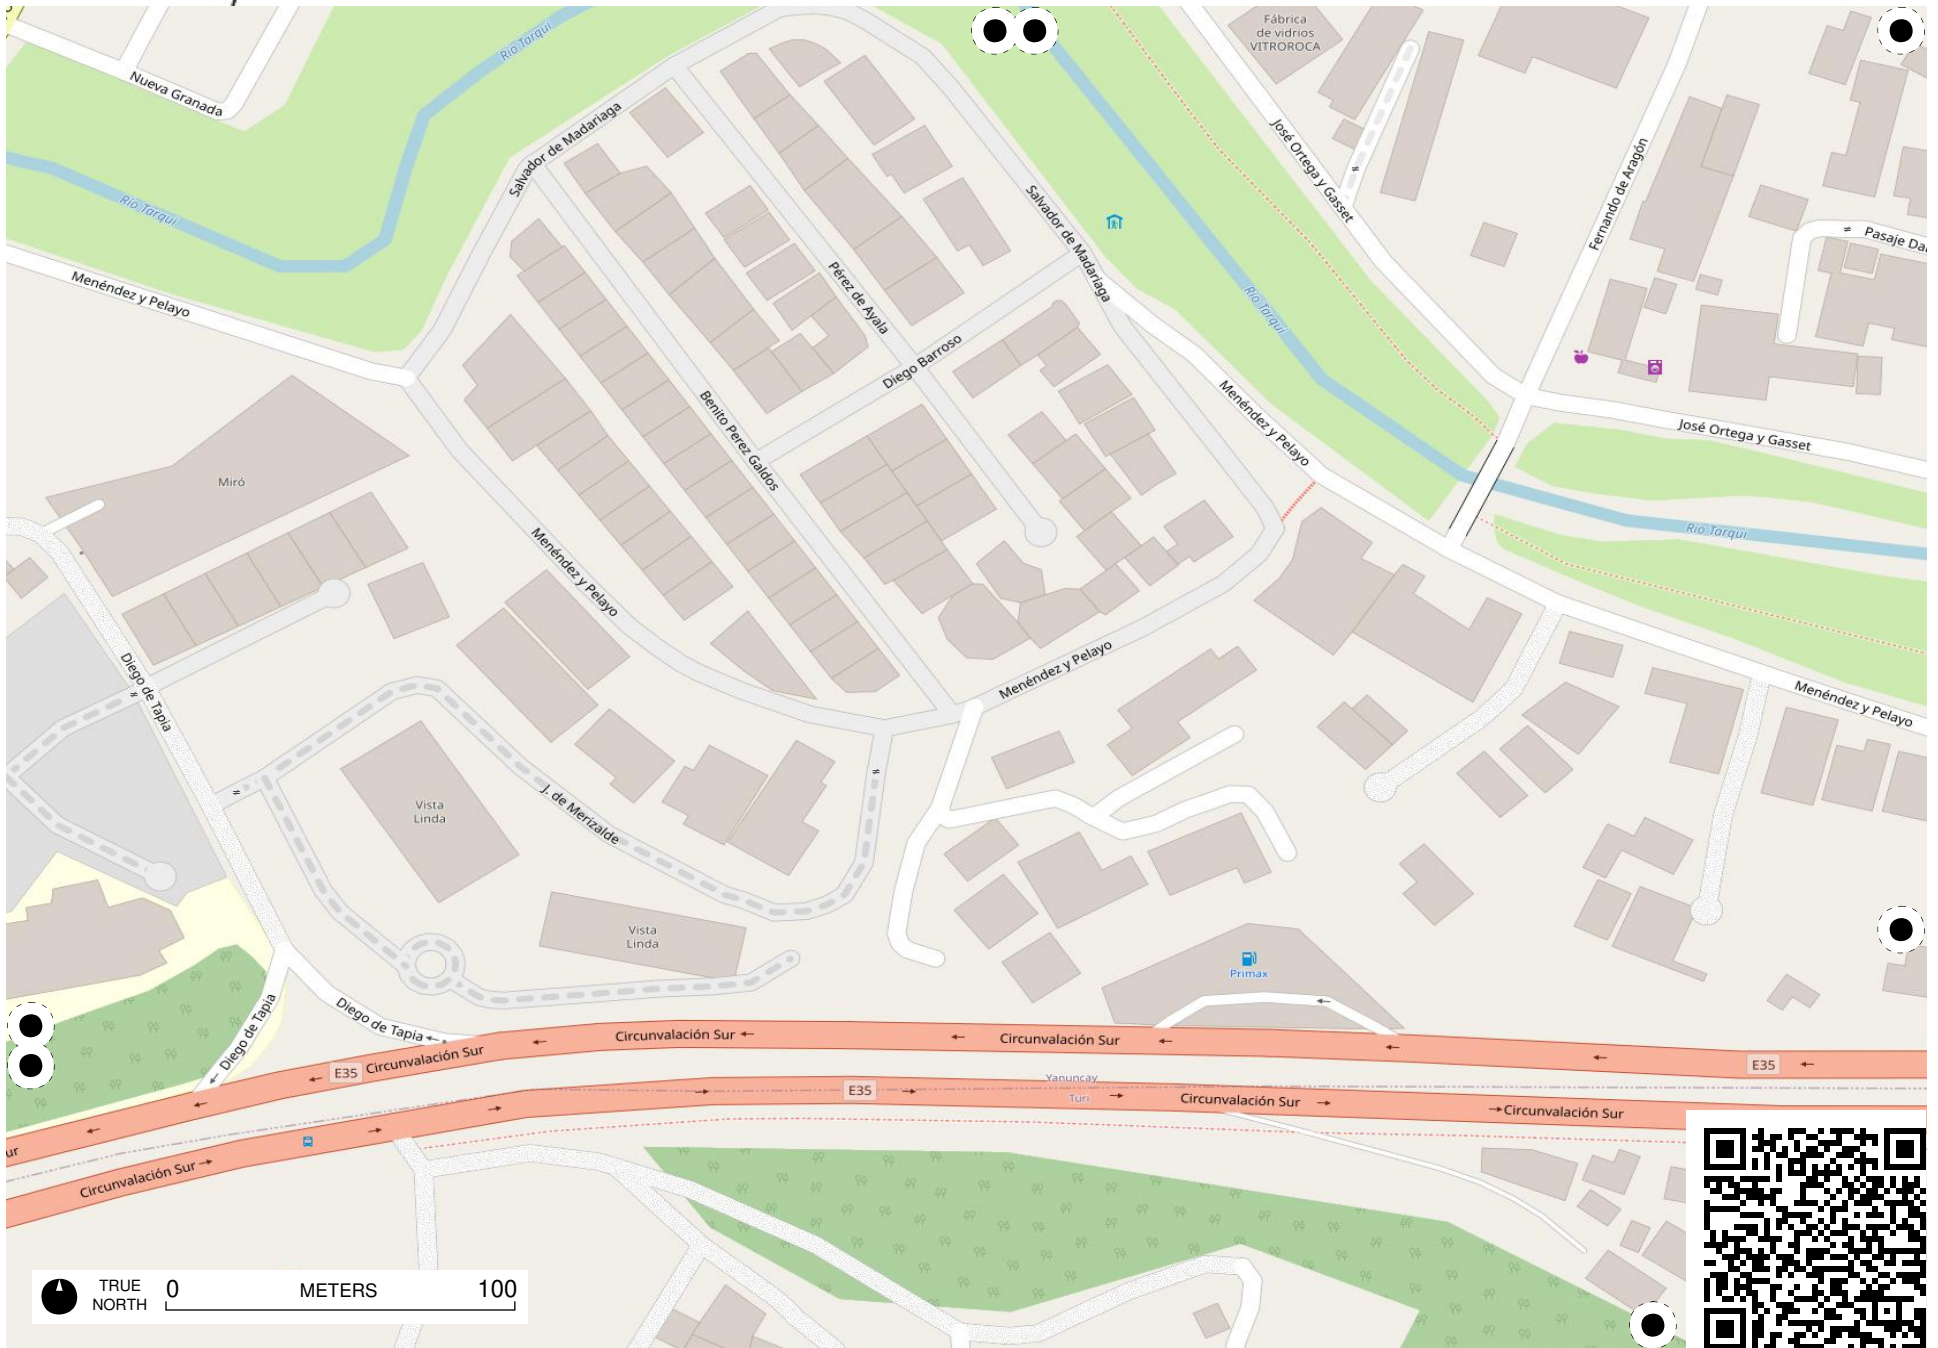 Río Tarqui
Fábrica
de vidrios
VITROROCA
Nueva Granada
Salvador de Madariaga
José Ortega y Gasset
Fernando de Aragón
Río Tarqui
Salvador de Madariaga
Pasaje Da
Menéndez y Pelayo
Pérez de Ayala
Río Tarqui
Diego Barroso
Menéndez y Pelayo
Benito Perez Galdos
José Ortega y Gasset
Miró
Río Tarqui
Menéndez y Pelayo
Menéndez y Pelayo
Diego de Tapia
Menéndez y Pelayo
Vista
Linda
J. de Merizalde
Vista
Linda
Primax
Diego de Tapia
Diego de Tapia
Circunvalación Sur
Circunvalación Sur
E35
Circunvalación Sur
E35
Yanuncay
Turi
E35
Circunvalación Sur
Circunvalación Sur
ur
Circunvalación Sur
TRUE
NORTH
0 METERS 100